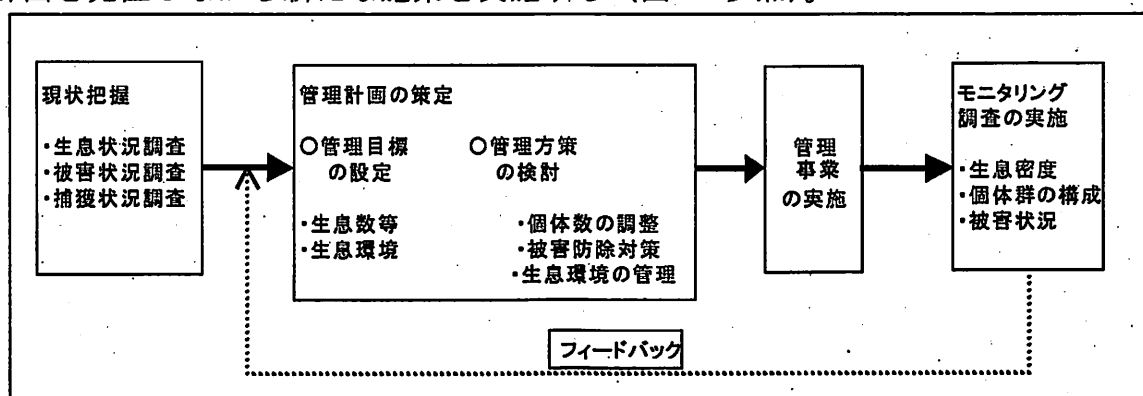 現状把握
・生息状況調査
・被害状況調査
・捕獲状況調査
管理計画の策定
○管理目標の設定
・生息数等
・生息環境
○管理方策の検討
・個体数の調整
・被害防除対策
・生息環境の管理
管理
事業
の実施
モニタリング
調査の実施
・生息密度
・個体群の構成
・被害状況
フィードバック